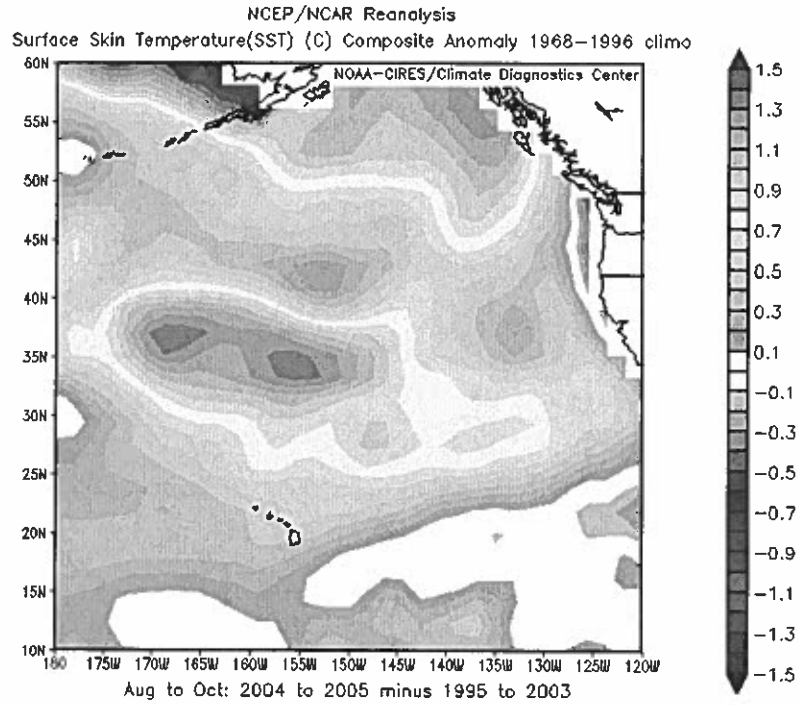 NCEP/NCAR Reanalysis
Surface Skin Temperature(SST) (C) Composite Anomaly 1968-1996 climo
NOAA-CIRES/Climate Diagnostics Center
60N
55N
50N
45N
40N
35N
30N
25N
20N
15N
10N
180 175W 170W 165W 160W 155W 150W 145W 140W 135W 130W 125W 120W
Aug to Oct: 2004 to 2005 minus 1995 to 2003
1.5
1.3
1.1
0.9
0.7
0.5
0.3
0.1
-0.1
-0.3
-0.5
-0.7
-0.9
-1.1
-1.3
-1.5